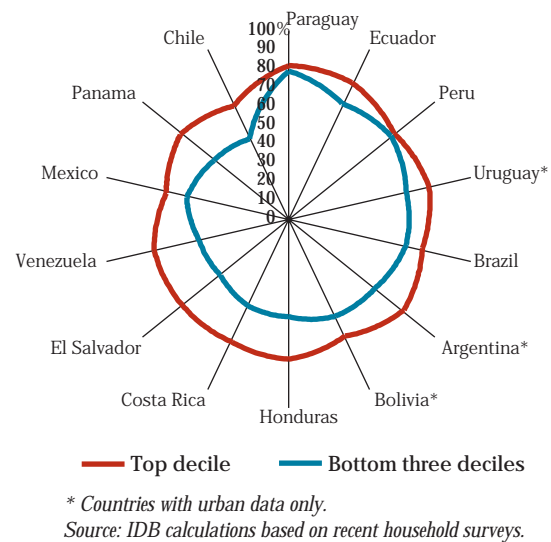 100%
Paraguay
90
Chile
Ecuador
80
70
Panama
Peru
60
50
40
Mexico
Uruguay*
30
20
10
0
Venezuela
Brazil
El Salvador
Argentina*
Costa Rica
Bolivia*
Honduras
Top decile
Bottom three deciles
* Countries with urban data only.
Source: IDB calculations based on recent household surveys.